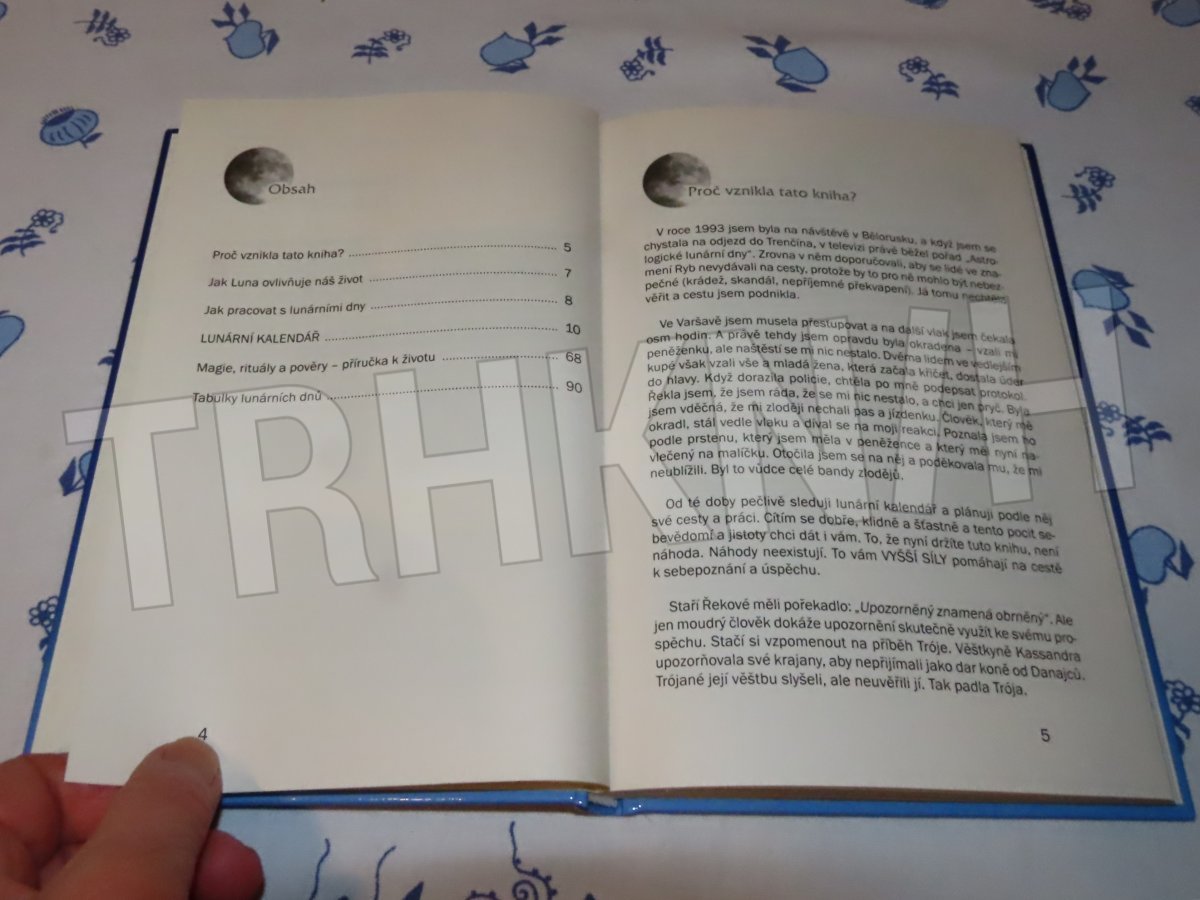 Obsah
Proč vznikla tato kniha? ........ 5
Jak Luna ovlivňuje náš život ........ 7
Jak pracovat s lunárními dny ........ 8
LUNÁRNÍ KALENDÁŘ ........ 10
Magie, rituály a pověry – příručka k životu ........ 68
Tabulky lunárních dnů ........ 90
4
Proč vznikla tato kniha?
V roce 1993 jsem byla na návštěvě v Bělorusku, a když jsem se
chystala na odjezd do Trenčína, v televizi právě běžel pořad „Astro-
logické lunární dny“. Zrovna v něm doporučovali, aby se lidé ve zna-
mení Ryb nevydávali na cesty, protože by to pro ně mohlo být nebez-
pečné (krádež, skandál, nepříjemné překvapení). Já tomu nechtěla
věřit a cestu jsem podnikla.
Ve Varšavě jsem musela přestupovat a na další vlak jsem čekala
osm hodin. A právě tehdy jsem opravdu byla okradena – vzali mi
peněženku, ale naštěstí se mi nic nestalo. Dvěma lidem ve vedlejším
kupé však vzali vše a mladá žena, která začala křičet, dostala úder
do hlavy. Když dorazila policie, chtěla po mně podepsat protokol.
Řekla jsem, že jsem ráda, že se mi nic nestalo, a chci jen pryč. Byla
jsem vděčná, že mi zloději nechali pas a jízdenku. Člověk, který mě
okradl, stál vedle vlaku a díval se na moji reakci. Poznala jsem ho
podle prstenu, který jsem měla v peněžence a který měl nyní na-
vlečený na malíčku. Otočila jsem se na něj a poděkovala mu, že mi
neublížili. Byl to vůdce celé bandy zlodějů.
Od té doby pečlivě sleduji lunární kalendář a plánuji podle něj
své cesty a práci. Cítím se dobře, klidně a šťastně a tento pocit se-
bevědomí a jistoty chci dát i vám. To, že nyní držíte tuto knihu, není
náhoda. Náhody neexistují. To vám VYŠŠÍ SÍLY pomáhají na cestě
k sebepoznání a úspěchu.
Staří Řekové měli pořekadlo: „Upozorněný znamená obrněný“. Ale
jen moudrý člověk dokáže upozornění skutečně využít ke svému pro-
spěchu. Stačí si vzpomenout na příběh Tróje. Věštkyně Kassandra
upozorňovala své krajany, aby nepřijímali jako dar koně od Danajců.
Trójané její věštbu slyšeli, ale neuvěřili jí. Tak padla Trója.
5
TRHKNIH